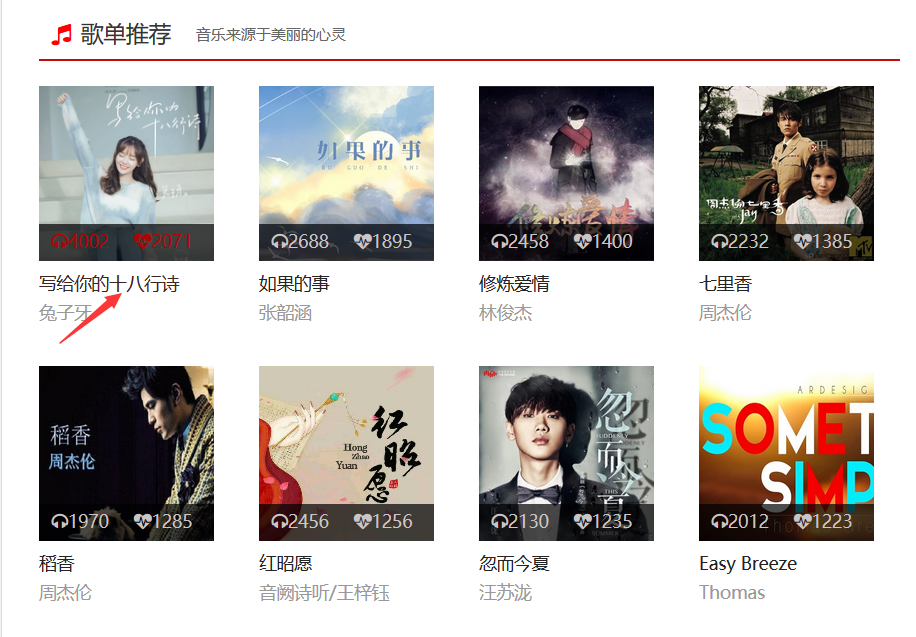 歌单推荐 音乐来源于美丽的心灵
写给你的
十八行诗
4002 2071
写给你的十八行诗
兔子牙
如果的事
RU GUO DE SHI
2688 1895
如果的事
张韶涵
修炼爱情
2458 1400
修炼爱情
林俊杰
周杰伦七里香
Jay
2232 1385
七里香
周杰伦
稻香
周杰伦
1970 1285
稻香
周杰伦
红昭愿
Hong
Zhao
Yuan
2456 1256
红昭愿
音阙诗听/王梓钰
忽而今夏
SUDDENLY
THIS
2130 1235
忽而今夏
汪苏泷
ARDESIG
SOMET
SIMP
2012 1223
Easy Breeze
Thomas